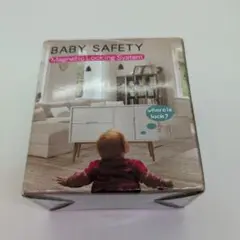 BABY SAFETY
Magnetic Locking System
where is
lock?